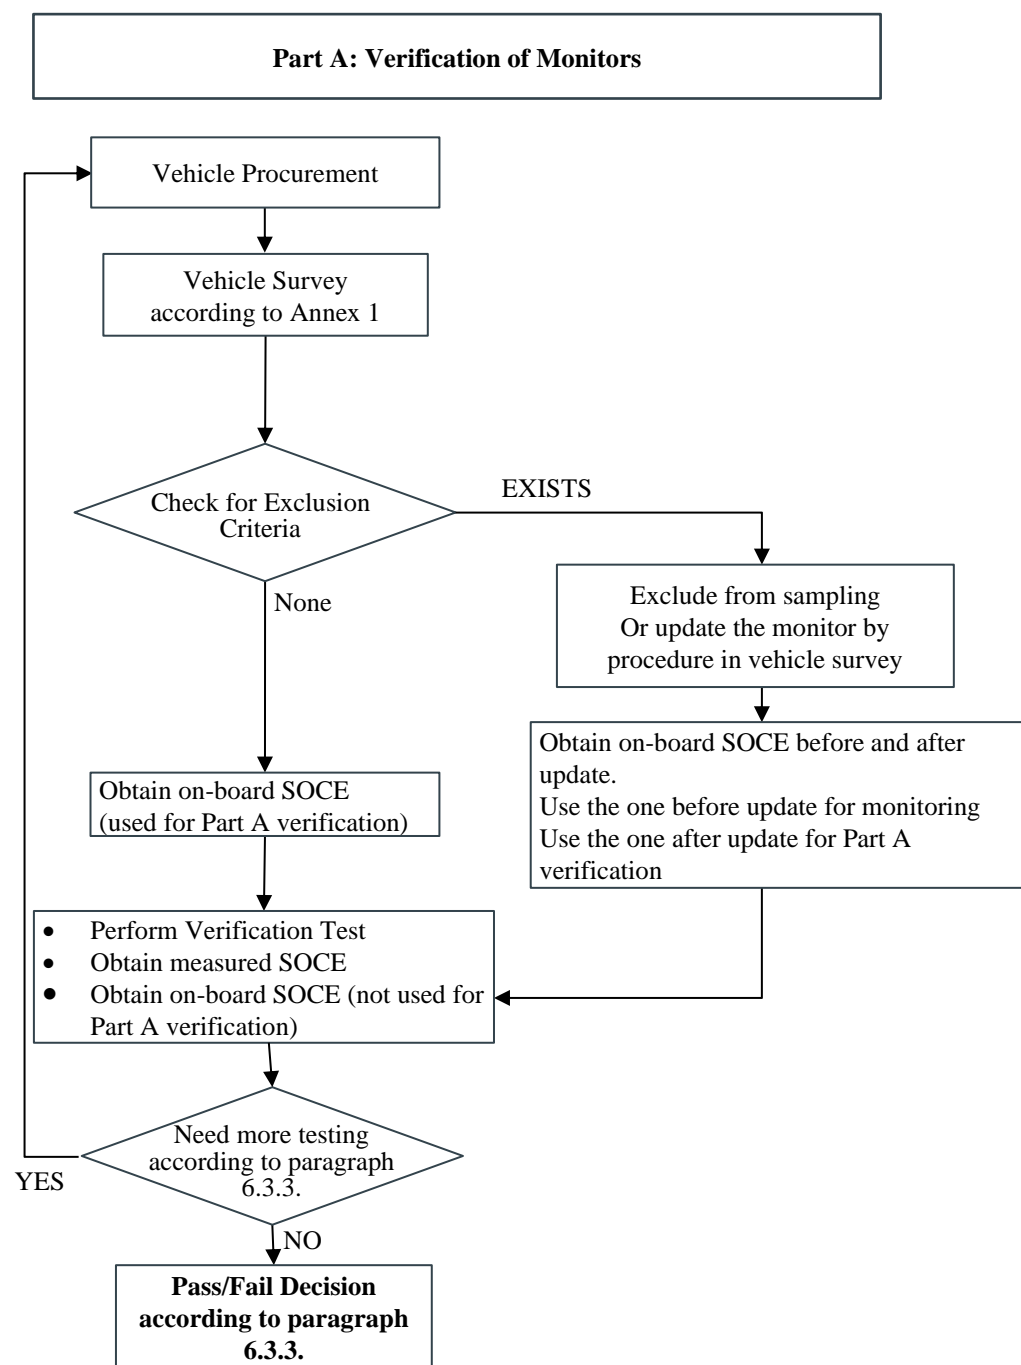 Part A: Verification of Monitors
Vehicle Procurement
Vehicle Survey
according to Annex 1
Check for Exclusion
Criteria
EXISTS
None
Exclude from sampling
Or update the monitor by
procedure in vehicle survey
Obtain on-board SOCE before and after
update.
Use the one before update for monitoring
Use the one after update for Part A
verification
Obtain on-board SOCE
(used for Part A verification)
• Perform Verification Test
• Obtain measured SOCE
• Obtain on-board SOCE (not used for
Part A verification)
Need more testing
according to paragraph
6.3.3.
YES
NO
Pass/Fail Decision
according to paragraph
6.3.3.